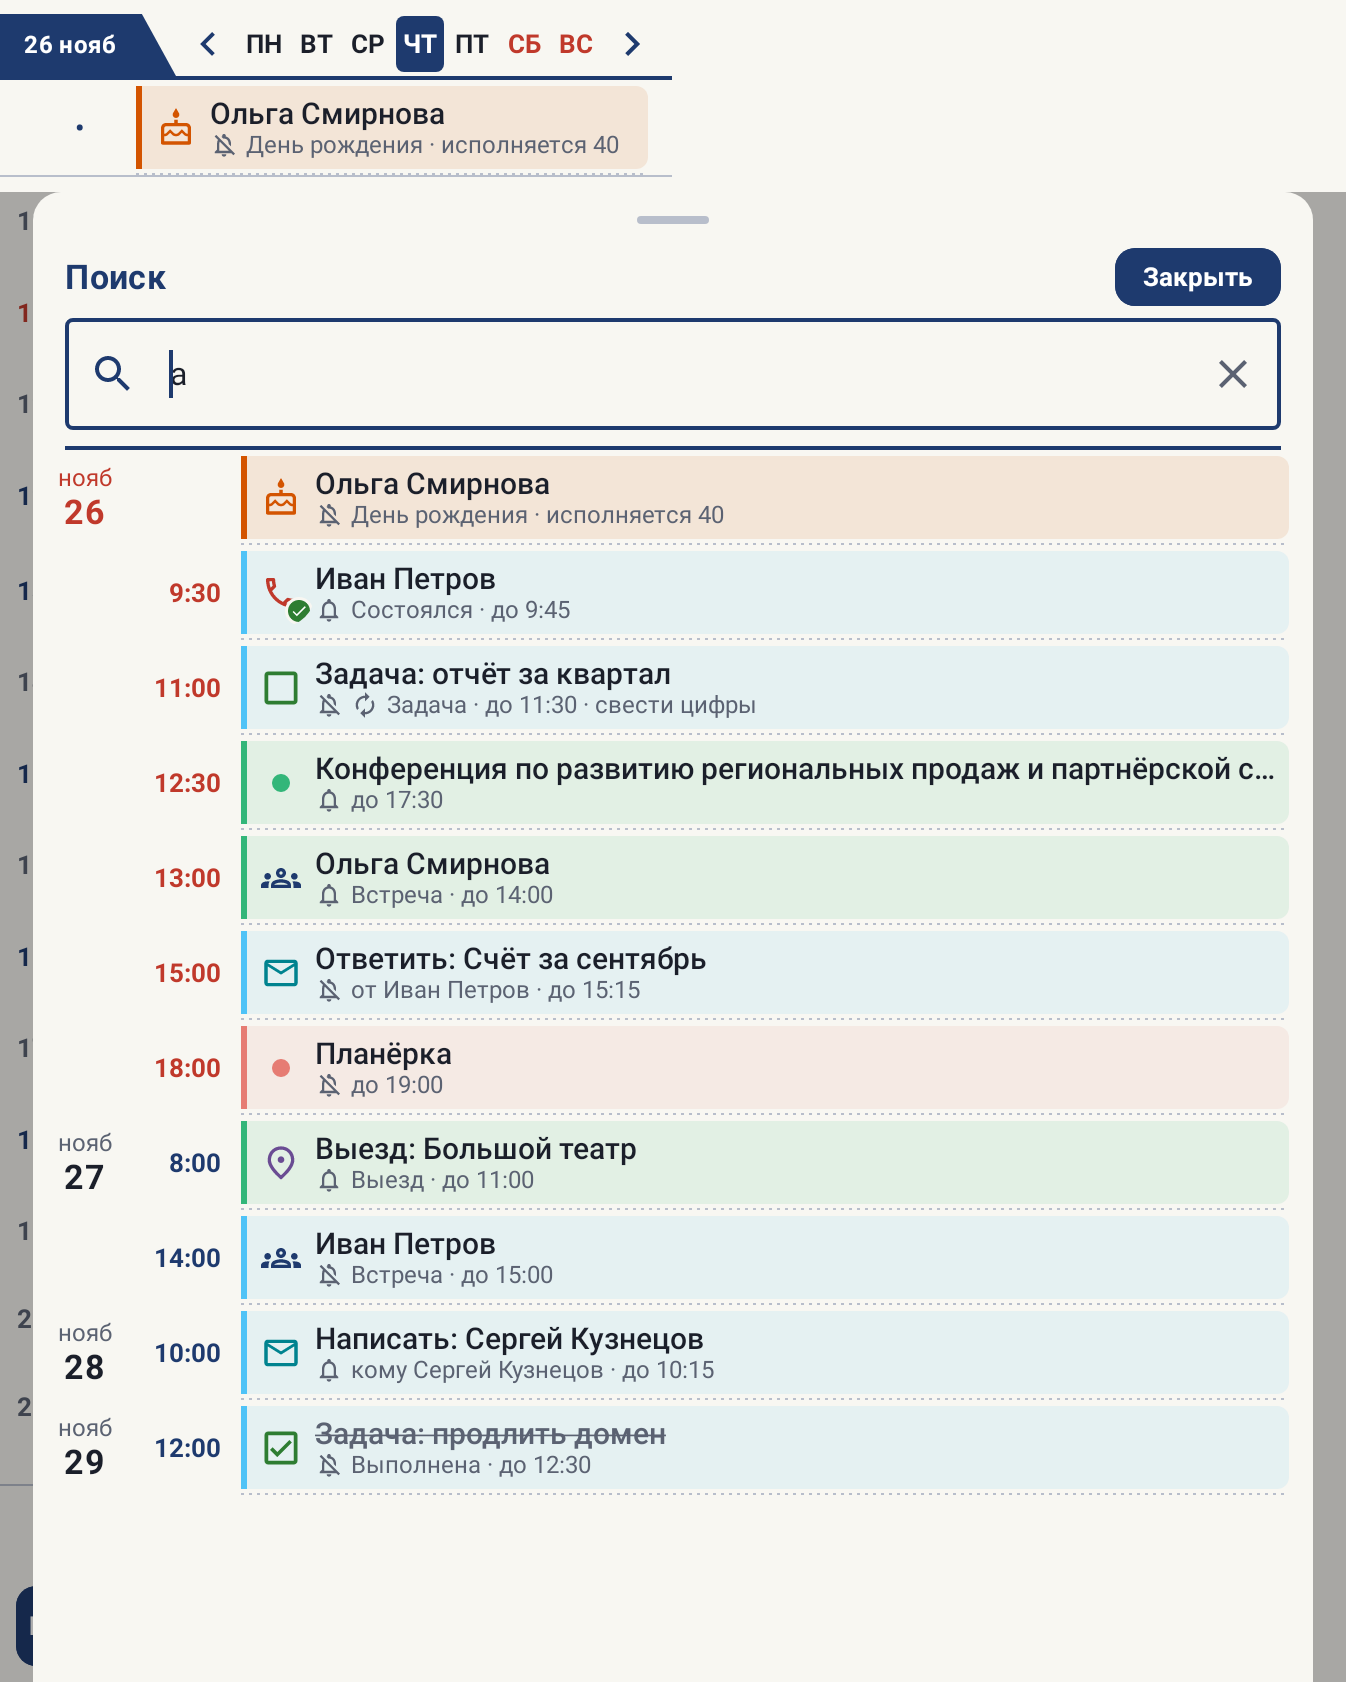 26 нояб ПН ВТ СР ЧТ ПТ СБ ВС
Ольга Смирнова
День рождения · исполняется 40
Поиск Закрыть
а
нояб
26
Ольга Смирнова
День рождения · исполняется 40
9:30
Иван Петров
Состоялся · до 9:45
11:00
Задача: отчёт за квартал
Задача · до 11:30 · свести цифры
12:30
Конференция по развитию региональных продаж и партнёрской с...
до 17:30
13:00
Ольга Смирнова
Встреча · до 14:00
15:00
Ответить: Счёт за сентябрь
от Иван Петров · до 15:15
18:00
Планёрка
до 19:00
нояб
27
8:00
Выезд: Большой театр
Выезд · до 11:00
14:00
Иван Петров
Встреча · до 15:00
нояб
28
10:00
Написать: Сергей Кузнецов
кому Сергей Кузнецов · до 10:15
нояб
29
12:00
Задача: продлить домен
Выполнена · до 12:30